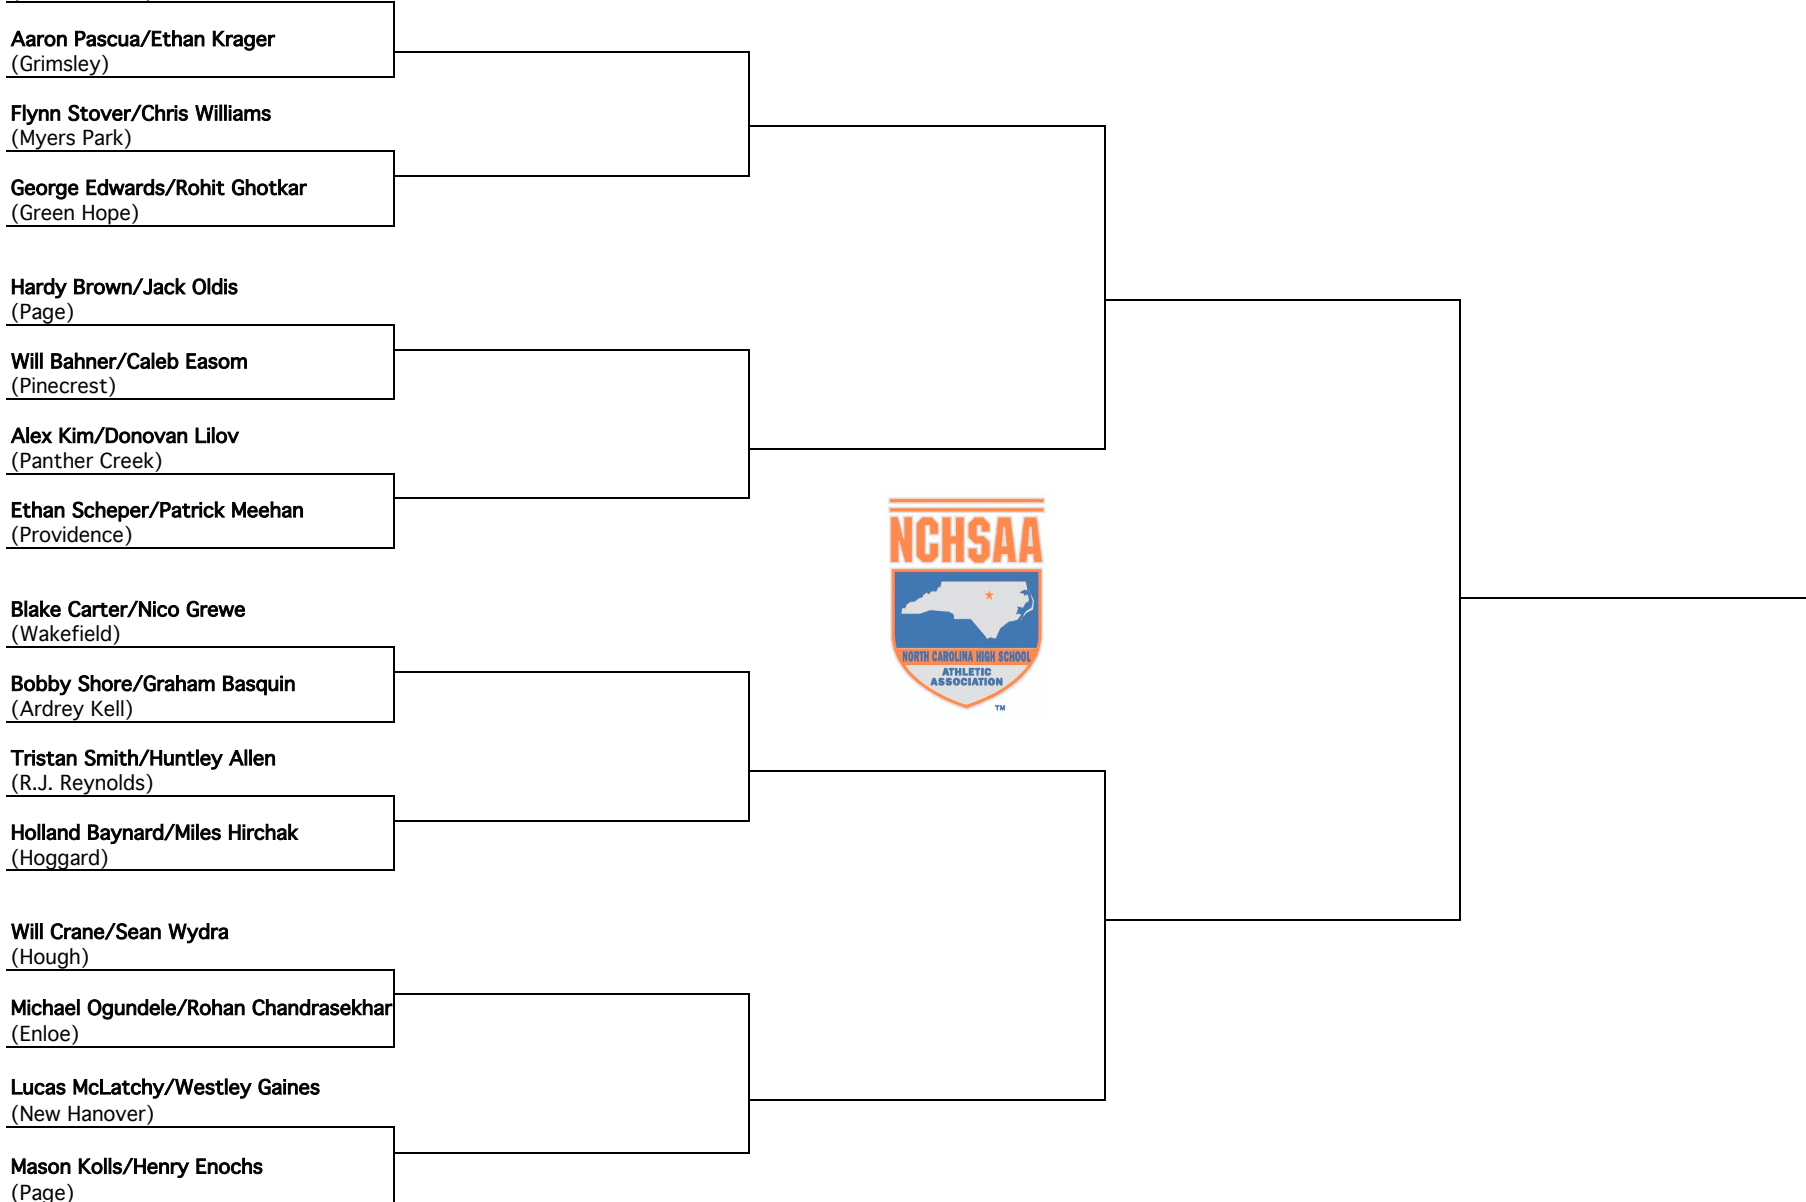 Aaron Pascua/Ethan Krager
(Grimsley)
Flynn Stover/Chris Williams
(Myers Park)
George Edwards/Rohit Ghotkar
(Green Hope)
Hardy Brown/Jack Oldis
(Page)
Will Bahner/Caleb Easom
(Pinecrest)
Alex Kim/Donovan Lilov
(Panther Creek)
Ethan Scheper/Patrick Meehan
(Providence)
Blake Carter/Nico Grewe
(Wakefield)
Bobby Shore/Graham Basquin
(Ardrey Kell)
Tristan Smith/Huntley Allen
(R.J. Reynolds)
Holland Baynard/Miles Hirchak
(Hoggard)
Will Crane/Sean Wydra
(Hough)
Michael Ogundele/Rohan Chandrasekhar
(Enloe)
Lucas McLatchy/Westley Gaines
(New Hanover)
Mason Kolls/Henry Enochs
(Page)
NCHSAA
NORTH CAROLINA HIGH SCHOOL
ATHLETIC
ASSOCIATION
TM